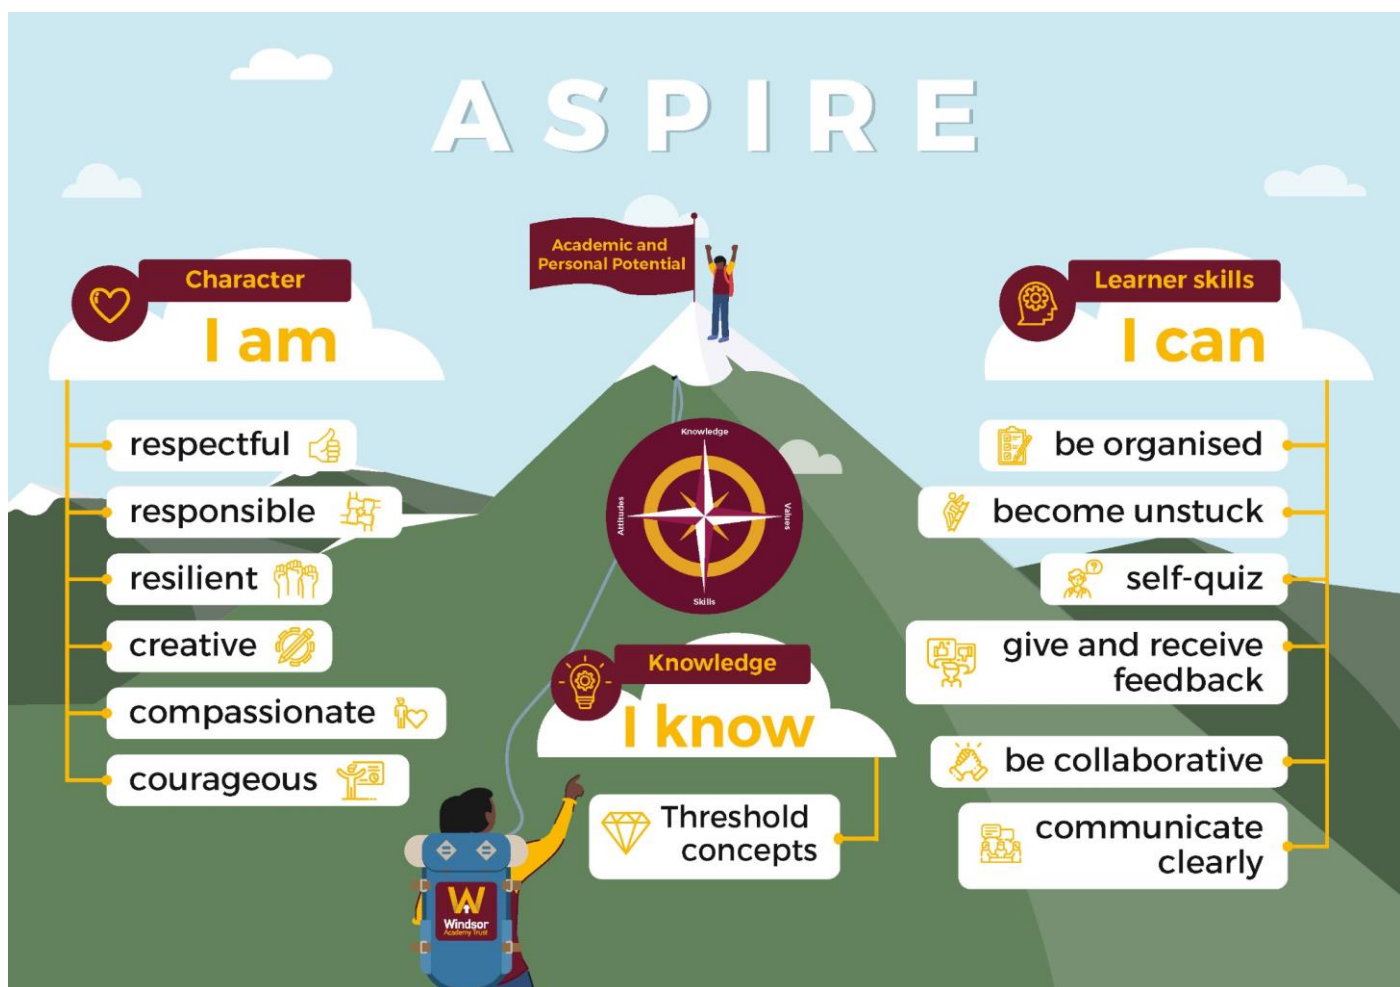 ASPIRE
Academic and
Personal Potential
Character
I am
respectful
responsible
resilient
creative
compassionate
courageous
Knowledge
Attitudes
Values
Skills
Knowledge
I know
Threshold
concepts
Learner skills
I can
be organised
become unstuck
self-quiz
give and receive
feedback
be collaborative
communicate
clearly
W
Windsor
Academy Trust